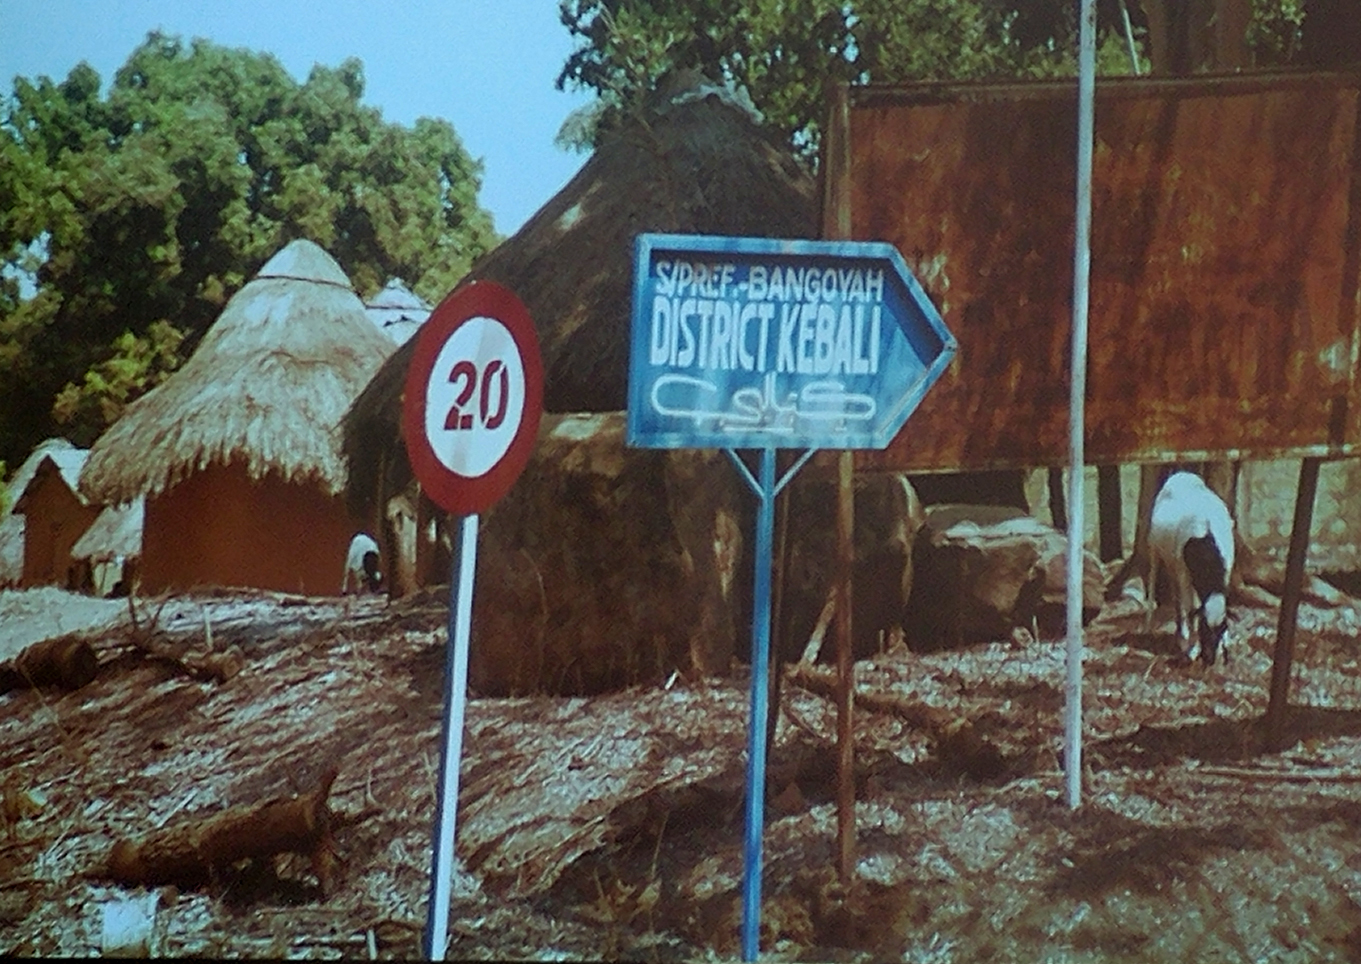 20
S/PREF.-BANGOYAH
DISTRICT KEBALI